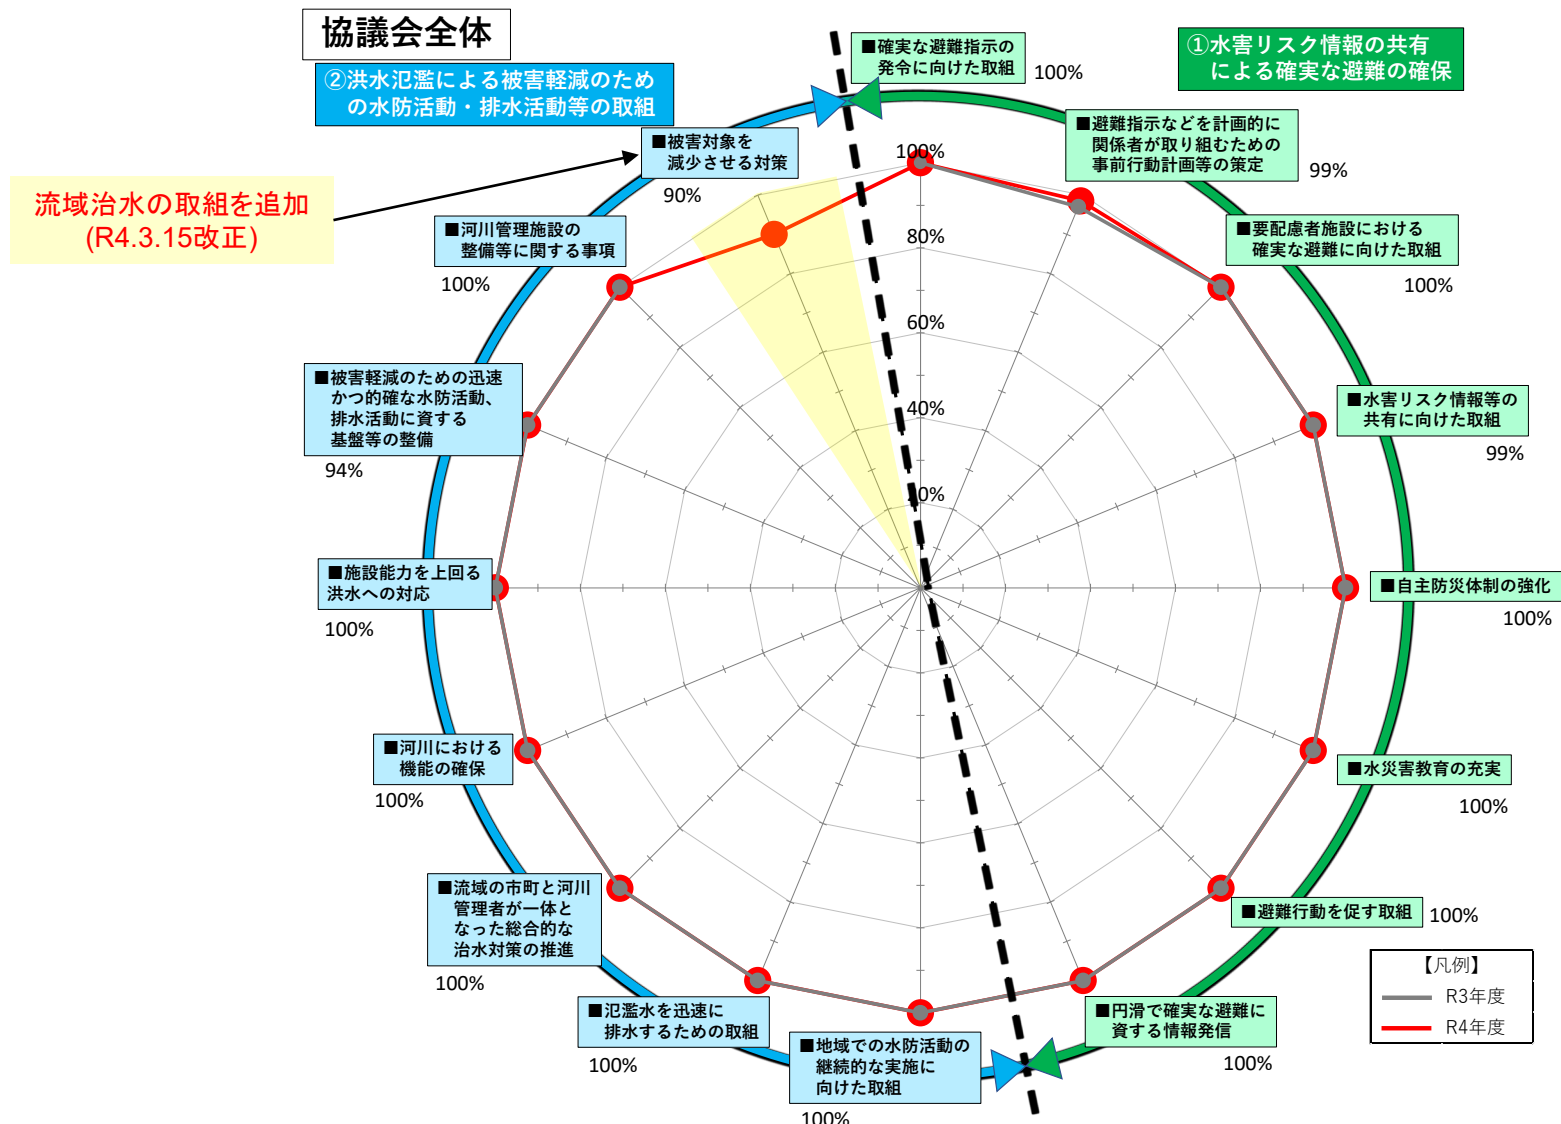 協議会全体
②洪水氾濫による被害軽減のため
の水防活動・排水活動等の取組
①水害リスク情報の共有
による確実な避難の確保
流域治水の取組を追加
(R4.3.15改正)
■確実な避難指示の
発令に向けた取組
100%
■避難指示などを計画的に
関係者が取り組むための
事前行動計画等の策定
99%
■要配慮者施設における
確実な避難に向けた取組
100%
■水害リスク情報等の
共有に向けた取組
99%
■自主防災体制の強化
100%
■水災害教育の充実
100%
■避難行動を促す取組
100%
■円滑で確実な避難に
資する情報発信
100%
■地域での水防活動の
継続的な実施に
向けた取組
100%
■氾濫水を迅速に
排水するための取組
100%
■流域の市町と河川
管理者が一体と
なった総合的な
治水対策の推進
100%
■河川における
機能の確保
100%
■施設能力を上回る
洪水への対応
100%
■被害軽減のための迅速
かつ的確な水防活動、
排水活動に資する
基盤等の整備
94%
■河川管理施設の
整備等に関する事項
100%
■被害対象を
減少させる対策
90%
100%
80%
60%
40%
20%
【凡例】
R3年度
R4年度